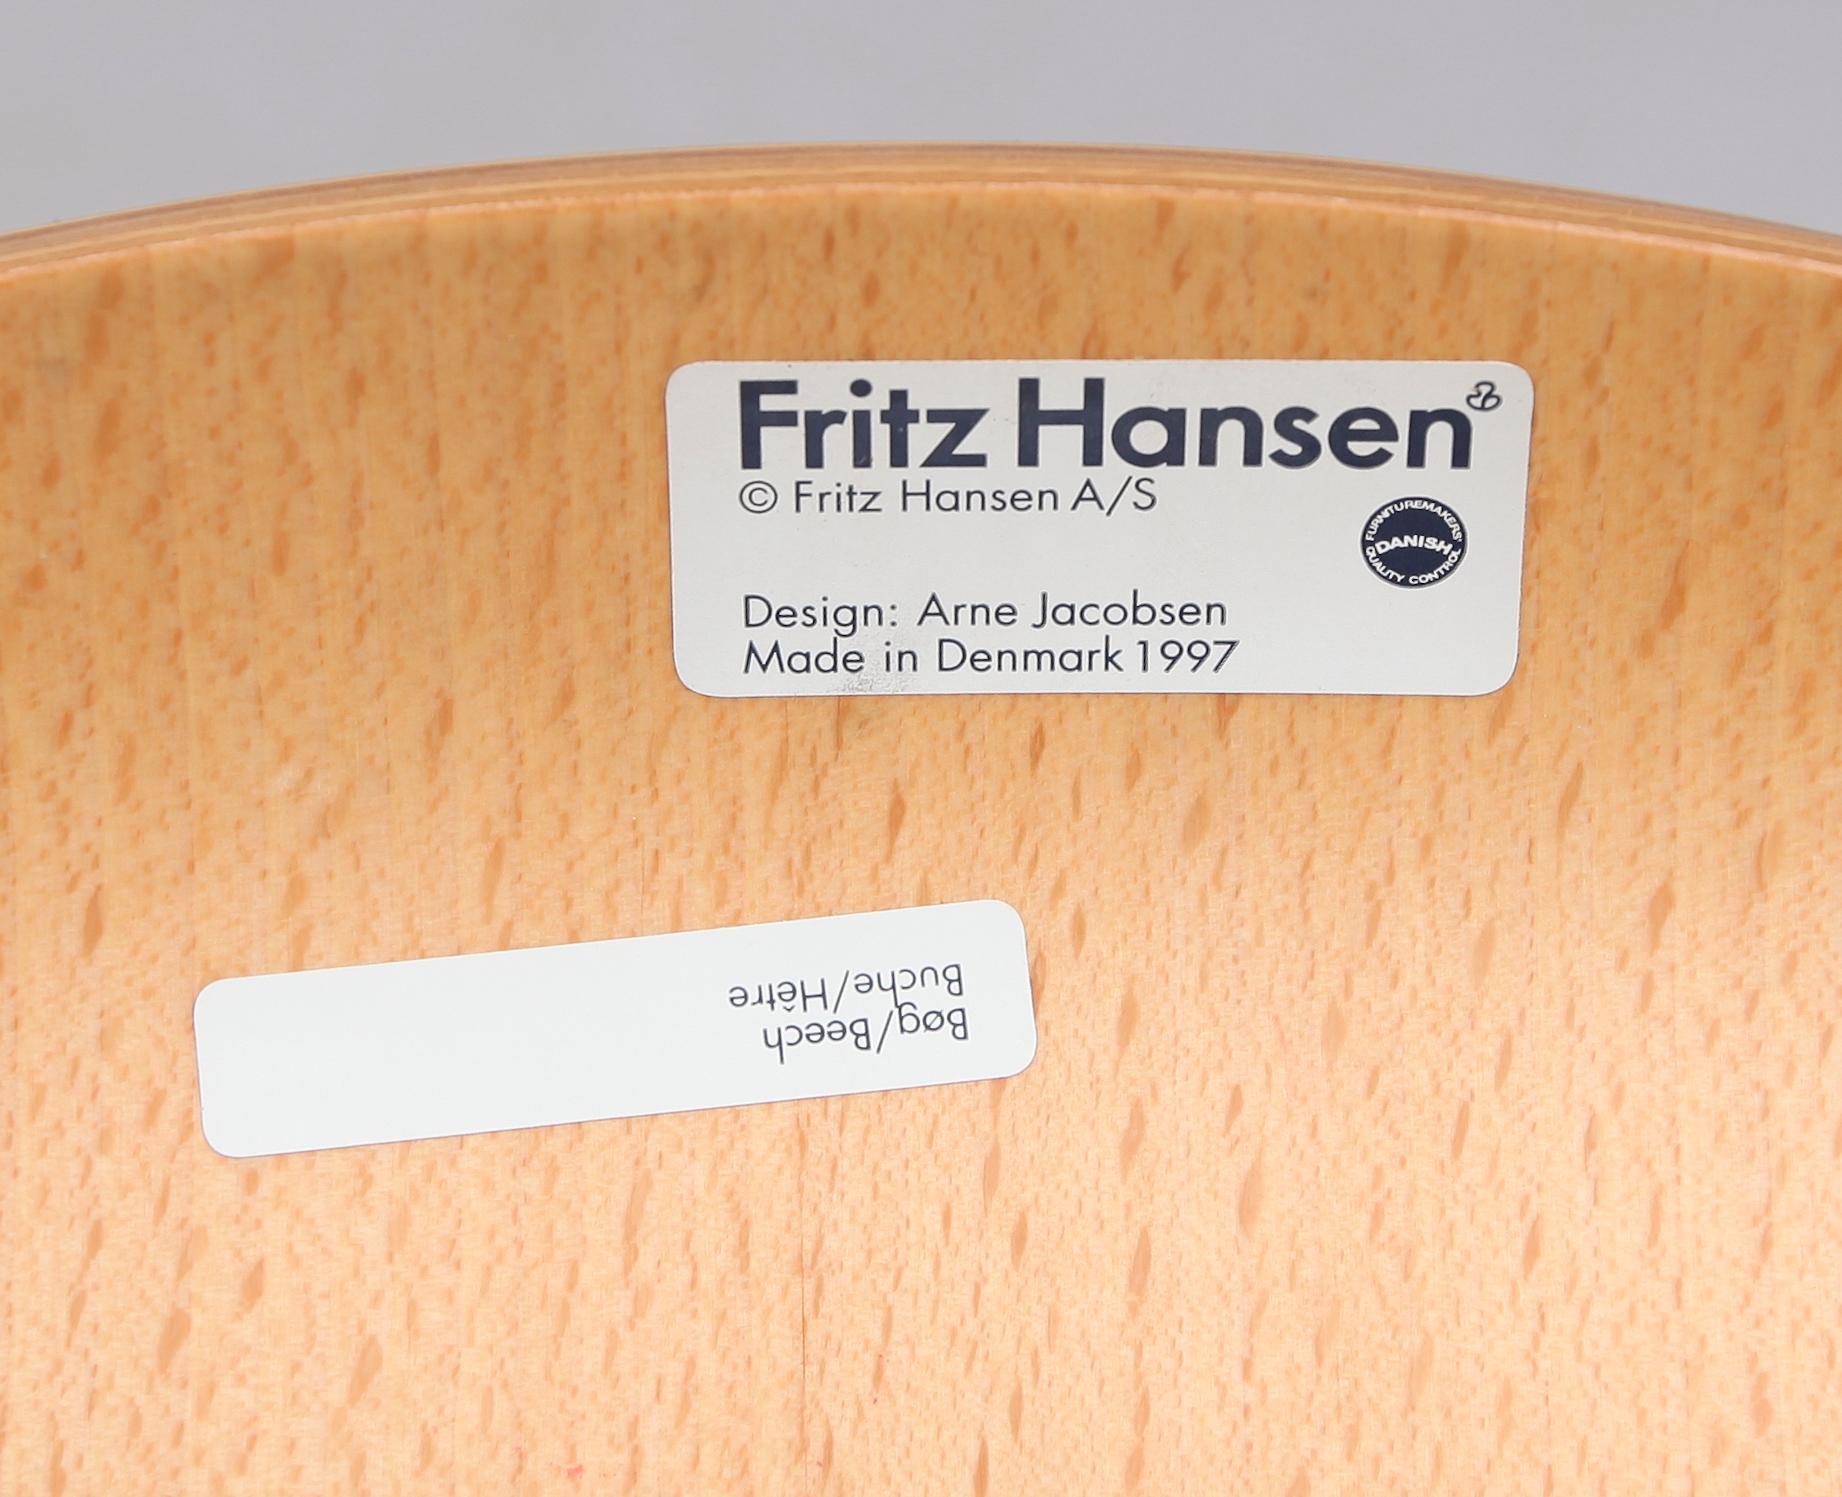 Fritz Hansen
© Fritz Hansen A/S
FURNITUREMAKERS'
DANISH
QUALITY CONTROL
Design: Arne Jacobsen
Made in Denmark 1997
Bøg/Beech
Buche/Hêtre